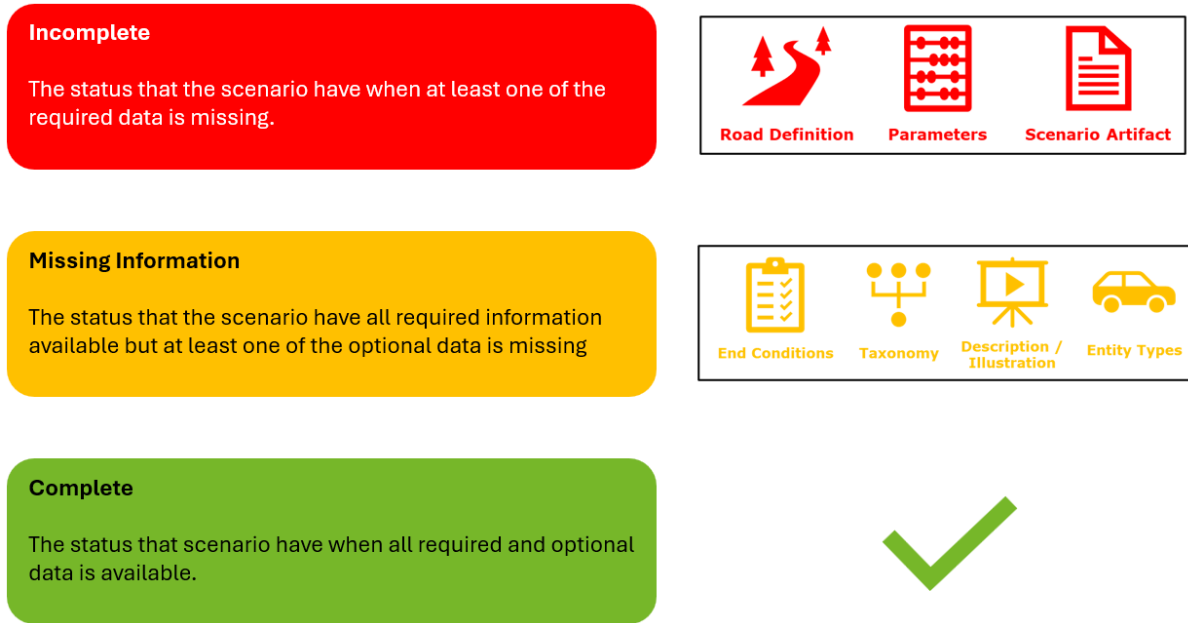 Incomplete
The status that the scenario have when at least one of the
required data is missing.
Road Definition
Parameters
Scenario Artifact
Missing Information
The status that the scenario have all required information
available but at least one of the optional data is missing
End Conditions
Taxonomy
Description /
Illustration
Entity Types
Complete
The status that scenario have when all required and optional
data is available.